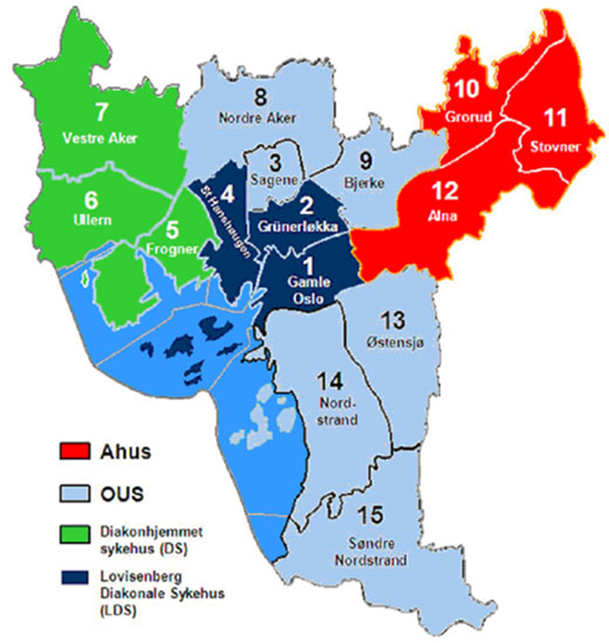 7
Vestre Aker
8
Nordre Aker
10
Grorud
11
Stovner
6
Ullern
5
Frogner
4
St Hanshaugen
3
Sagene
9
Bjerke
2
Grünerløkka
12
Alna
1
Gamle
Oslo
13
Østensjø
14
Nord-
strand
15
Søndre
Nordstrand
Ahus
OUS
Diakonhjemmet
sykehus (DS)
Lovisenberg
Diakonale Sykehus
(LDS)